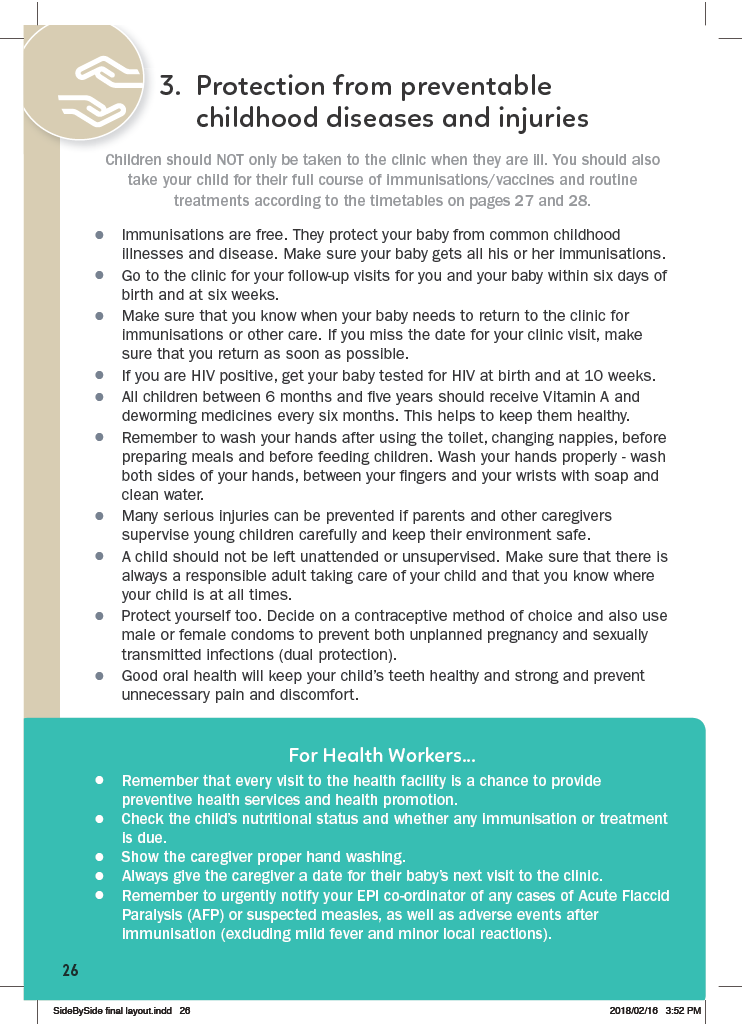 3. Protection from preventable
childhood diseases and injuries
Children should NOT only be taken to the clinic when they are ill. You should also
take your child for their full course of immunisations/vaccines and routine
treatments according to the timetables on pages 27 and 28.
● Immunisations are free. They protect your baby from common childhood
illnesses and disease. Make sure your baby gets all his or her immunisations.
● Go to the clinic for your follow-up visits for you and your baby within six days of
birth and at six weeks.
● Make sure that you know when your baby needs to return to the clinic for
immunisations or other care. If you miss the date for your clinic visit, make
sure that you return as soon as possible.
● If you are HIV positive, get your baby tested for HIV at birth and at 10 weeks.
● All children between 6 months and five years should receive Vitamin A and
deworming medicines every six months. This helps to keep them healthy.
● Remember to wash your hands after using the toilet, changing nappies, before
preparing meals and before feeding children. Wash your hands properly - wash
both sides of your hands, between your fingers and your wrists with soap and
clean water.
● Many serious injuries can be prevented if parents and other caregivers
supervise young children carefully and keep their environment safe.
● A child should not be left unattended or unsupervised. Make sure that there is
always a responsible adult taking care of your child and that you know where
your child is at all times.
● Protect yourself too. Decide on a contraceptive method of choice and also use
male or female condoms to prevent both unplanned pregnancy and sexually
transmitted infections (dual protection).
● Good oral health will keep your child's teeth healthy and strong and prevent
unnecessary pain and discomfort.
For Health Workers...
● Remember that every visit to the health facility is a chance to provide
preventive health services and health promotion.
● Check the child's nutritional status and whether any immunisation or treatment
is due.
● Show the caregiver proper hand washing.
● Always give the caregiver a date for their baby's next visit to the clinic.
● Remember to urgently notify your EPI co-ordinator of any cases of Acute Flaccid
Paralysis (AFP) or suspected measles, as well as adverse events after
immunisation (excluding mild fever and minor local reactions).
26
SideBySide final layout.indd 26
2018/02/16 3:52 PM